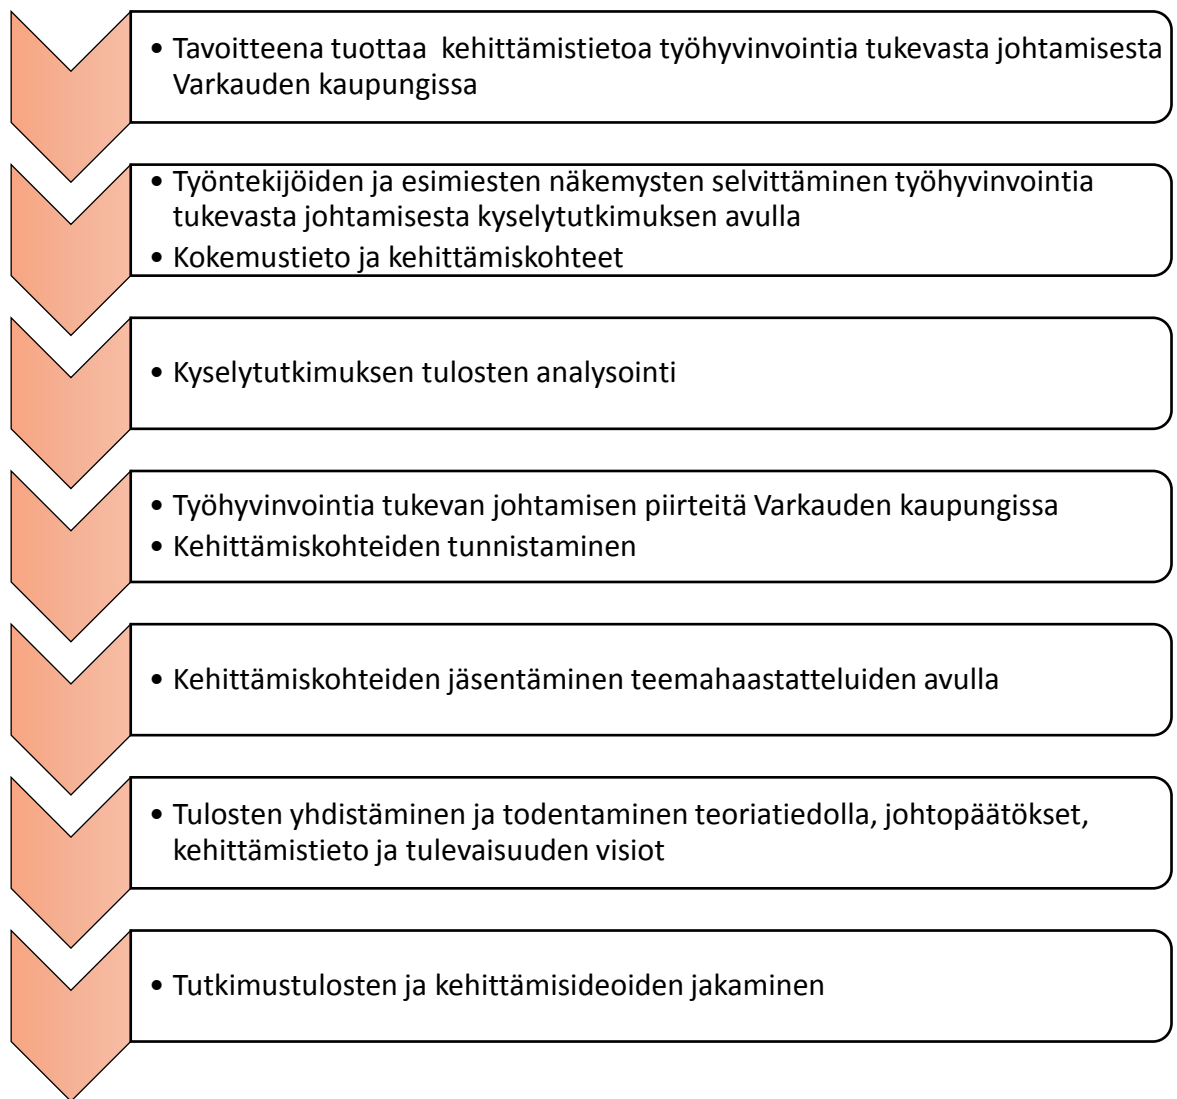 • Tavoitteena tuottaa kehittämistietoa työhyvinvointia tukevasta johtamisesta
Varkauden kaupungissa
• Työntekijöiden ja esimiesten näkemysten selvittäminen työhyvinvointia
tukevasta johtamisesta kyselytutkimuksen avulla
• Kokemustieto ja kehittämiskohteet
• Kyselytutkimuksen tulosten analysointi
• Työhyvinvointia tukevan johtamisen piirteitä Varkauden kaupungissa
• Kehittämiskohteiden tunnistaminen
• Kehittämiskohteiden jäsentäminen teemahaastatteluiden avulla
• Tulosten yhdistäminen ja todentaminen teoriatiedolla, johtopäätökset,
kehittämistieto ja tulevaisuuden visiot
• Tutkimustulosten ja kehittämisideoiden jakaminen